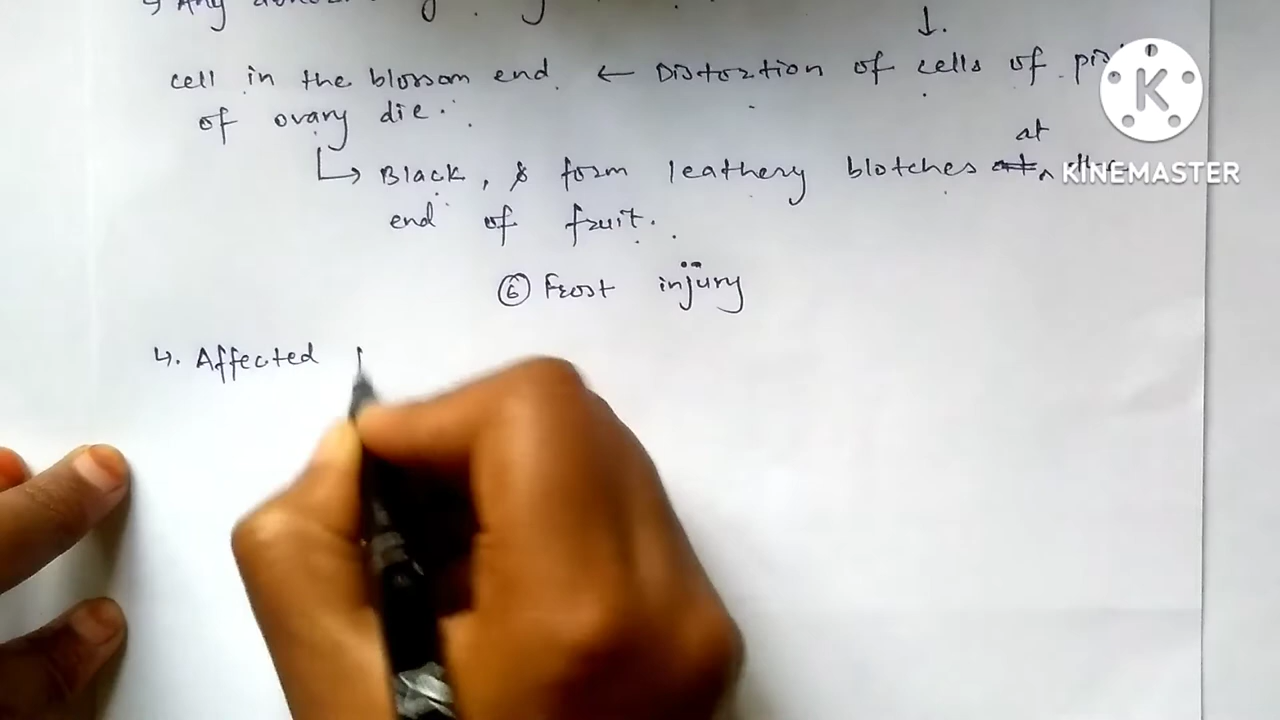 ↳ Any
↓.
cell in the blossom end ← Distortion of cells of
of ovary die.
at
↳ Black, & form leathery blotches
end of fruit.
⑥ Frost injury
↳. Affected
K
KINEMASTER